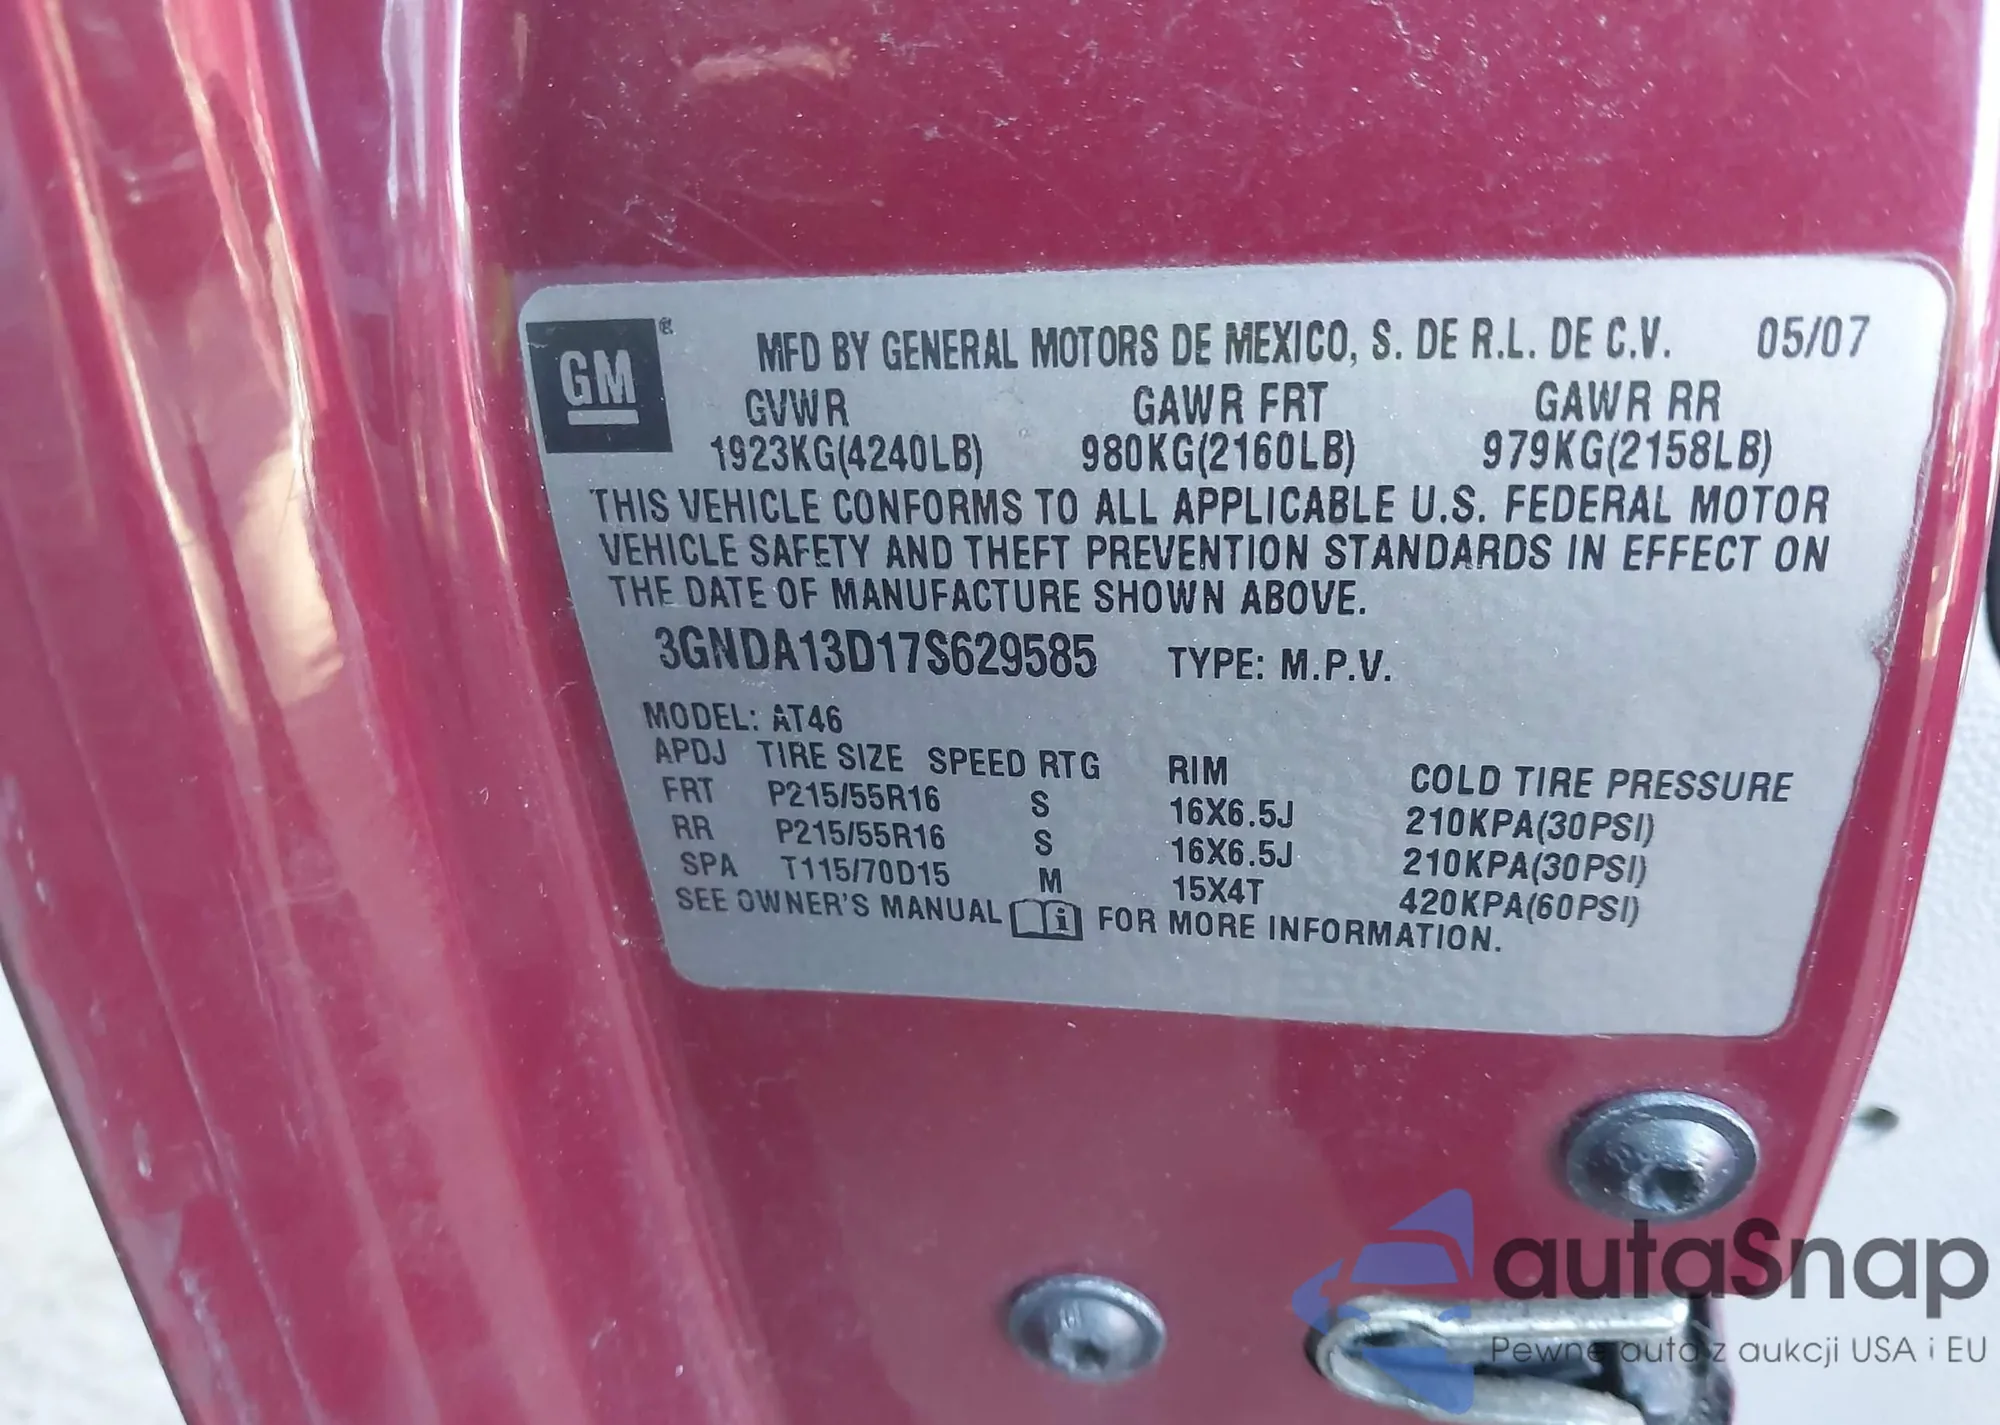 GM ®
MFD BY GENERAL MOTORS DE MEXICO, S. DE R.L. DE C.V. 05/07
GVWR GAWR FRT GAWR RR
1923KG(4240LB) 980KG(2160LB) 979KG(2158LB)
THIS VEHICLE CONFORMS TO ALL APPLICABLE U.S. FEDERAL MOTOR
VEHICLE SAFETY AND THEFT PREVENTION STANDARDS IN EFFECT ON
THE DATE OF MANUFACTURE SHOWN ABOVE.
3GNDA13D17S629585 TYPE: M.P.V.
MODEL: AT46
APDJ TIRE SIZE SPEED RTG RIM COLD TIRE PRESSURE
FRT P215/55R16 S 16X6.5J 210KPA(30PSI)
RR P215/55R16 S 16X6.5J 210KPA(30PSI)
SPA T115/70D15 M 15X4T 420KPA(60PSI)
SEE OWNER'S MANUAL i FOR MORE INFORMATION.
autaSnap
Pewne auta z aukcji USA i EU